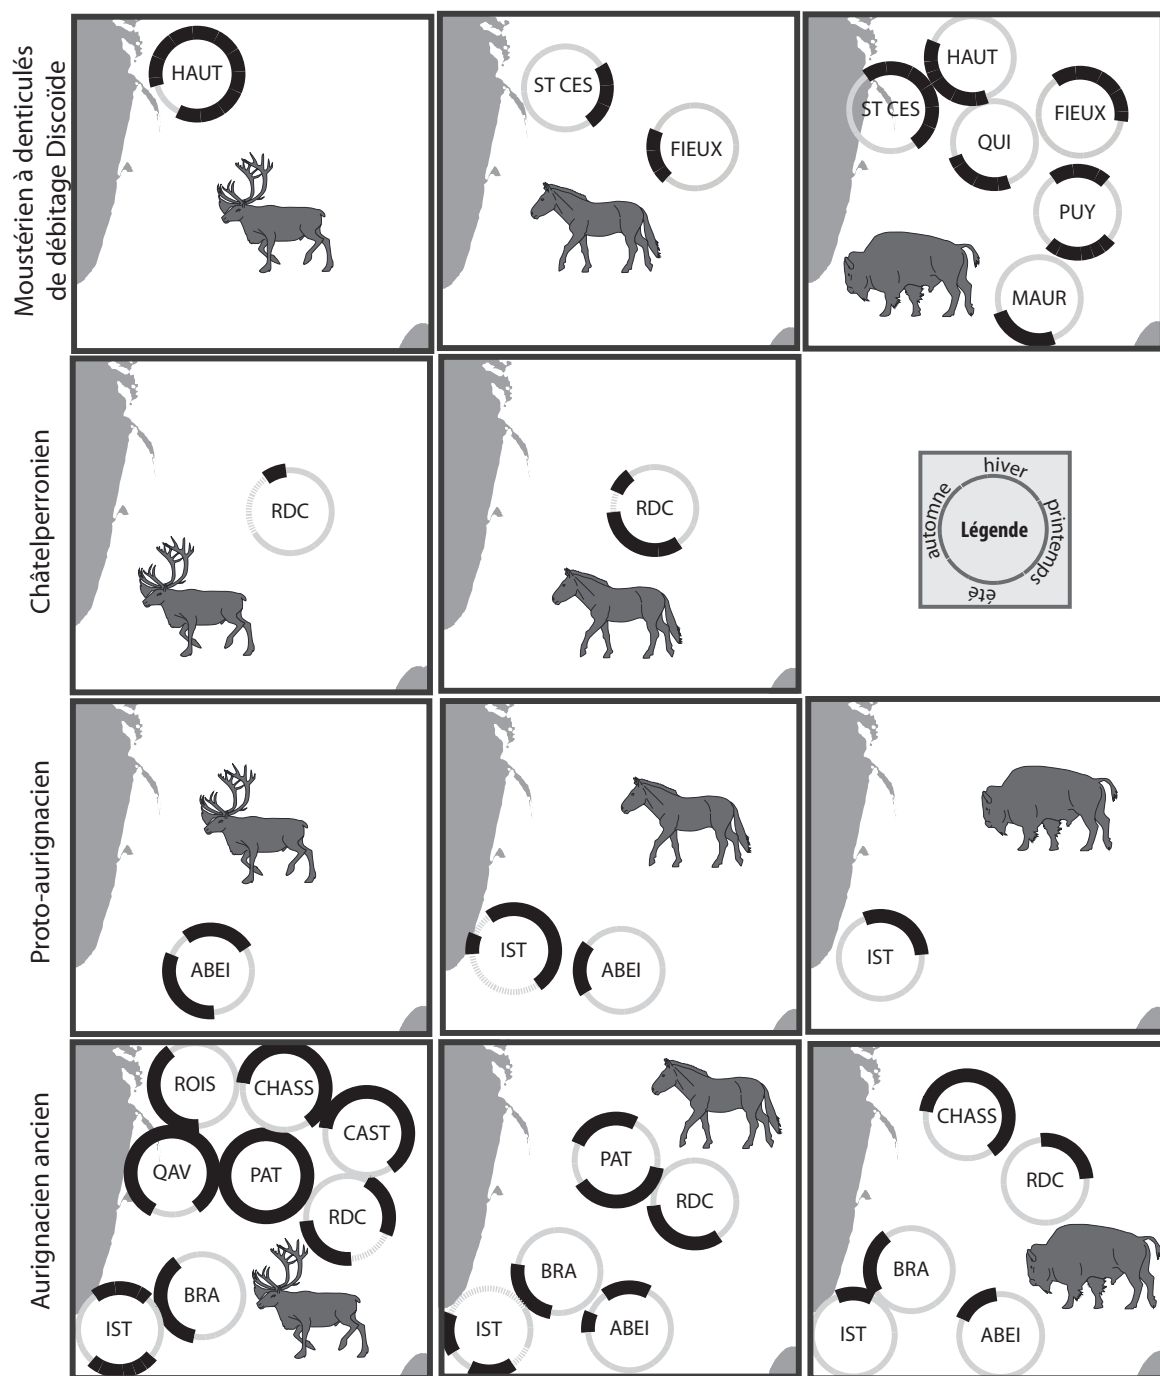 Moustérien à denticulés
de débitage Discoïde
HAUT
ST CES
FIEUX
HAUT
ST CES
FIEUX
QUI
PUY
MAUR
Châtelperronien
RDC
RDC
hiver
automne
printemps
Légende
été
Proto-aurignacien
ABEI
IST
ABEI
IST
Aurignacien ancien
ROIS
CHASS
CAST
QAV
PAT
RDC
BRA
IST
PAT
RDC
BRA
IST
ABEI
CHASS
RDC
BRA
IST
ABEI